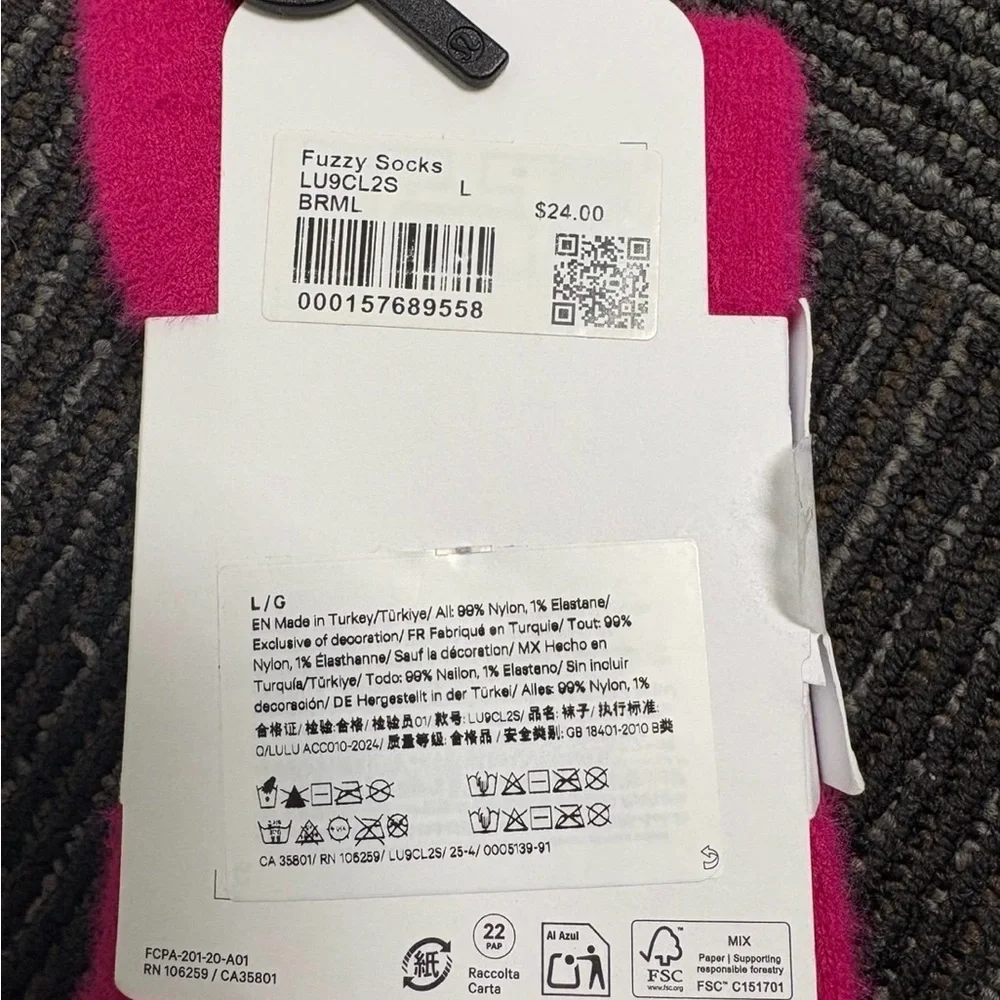 Fuzzy Socks
LU9CL2S L
BRML $24.00
000157689558
L/G
EN Made in Turkey/Türkiye/ All: 99% Nylon, 1% Elastane/
Exclusive of decoration/ FR Fabriqué en Turquie/ Tout: 99%
Nylon, 1% Élasthanne/ Sauf la décoration/ MX Hecho en
Turquía/Türkiye/ Todo: 99% Nailon, 1% Elastano/ Sin incluir
decoración/ DE Hergestellt in der Türkei/ Alles: 99% Nylon, 1%
合格证/ 检验:合格/ 检验员01/ 款号: LU9CL2S/ 品名: 袜子/ 执行标准:
Q/LULU ACC010-2024/ 质量等级: 合格品 / 安全类别: GB 18401-2010 B类
CA 35801/ RN 106259/ LU9CL2S/ 25-4/ 0005139-91
FCPA-201-20-A01
RN 106259 / CA35801
紙
22
PAP
Raccolta
Carta
Al Azul
FSC™
www.fsc.org
MIX
Paper | Supporting
responsible forestry
FSC™ C151701